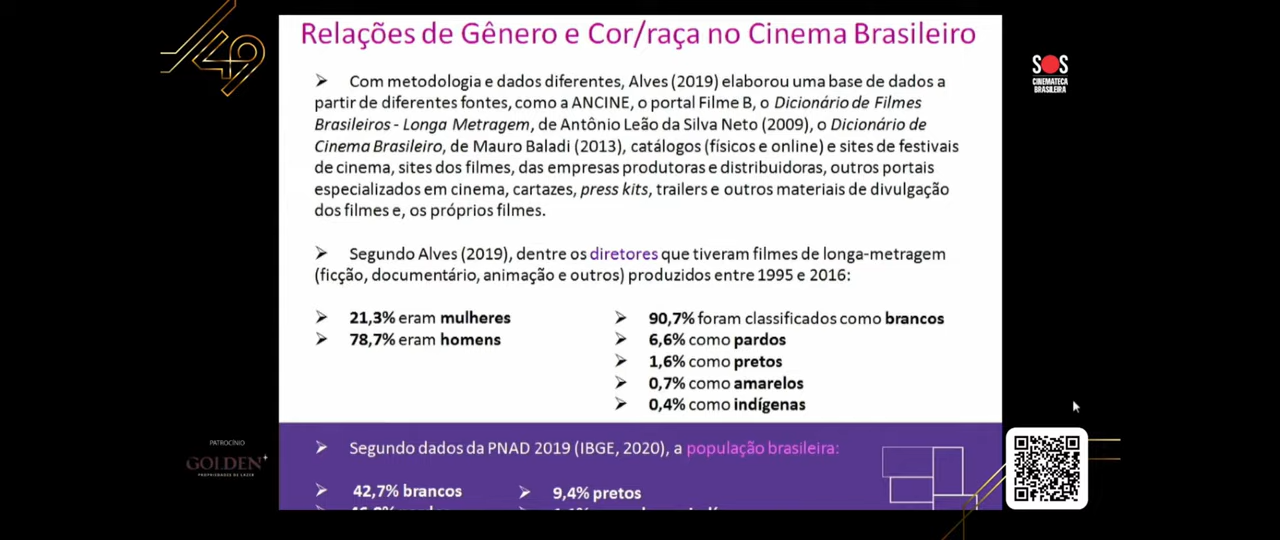 Relações de Gênero e Cor/raça no Cinema Brasileiro
49
SOS
CINEMATECA
BRASILEIRA
➢ Com metodologia e dados diferentes, Alves (2019) elaborou uma base de dados a
partir de diferentes fontes, como a ANCINE, o portal Filme B, o Dicionário de Filmes
Brasileiros - Longa Metragem, de Antônio Leão da Silva Neto (2009), o Dicionário de
Cinema Brasileiro, de Mauro Baladi (2013), catálogos (físicos e online) e sites de festivais
de cinema, sites dos filmes, das empresas produtoras e distribuidoras, outros portais
especializados em cinema, cartazes, press kits, trailers e outros materiais de divulgação
dos filmes e, os próprios filmes.
➢ Segundo Alves (2019), dentre os diretores que tiveram filmes de longa-metragem
(ficção, documentário, animação e outros) produzidos entre 1995 e 2016:
➢ 21,3% eram mulheres
➢ 78,7% eram homens
➢ 90,7% foram classificados como brancos
➢ 6,6% como pardos
➢ 1,6% como pretos
➢ 0,7% como amarelos
➢ 0,4% como indígenas
➢ Segundo dados da PNAD 2019 (IBGE, 2020), a população brasileira:
➢ 42,7% brancos
➢ 9,4% pretos
PATROCÍNIO
GOLDEN
PROPRIEDADES DE LAZER